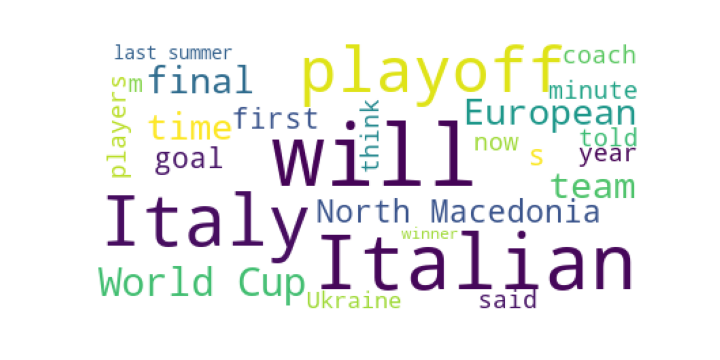 last summer
playoff
coach
m
final
minute
players
European
time
first
think
told
now
s
year
goal
will
team
Italy
North Macedonia
winner
Italian
World Cup
Ukraine
said